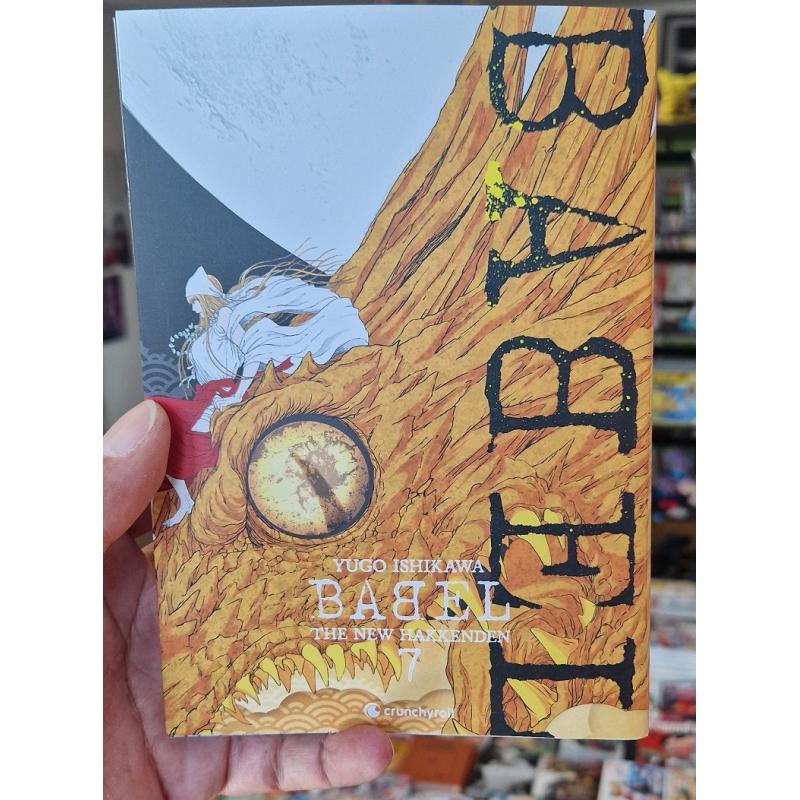 BABEL
YUGO ISHIKAWA
BABEL
THE NEW HAKKENDEN
7
crunchyroll